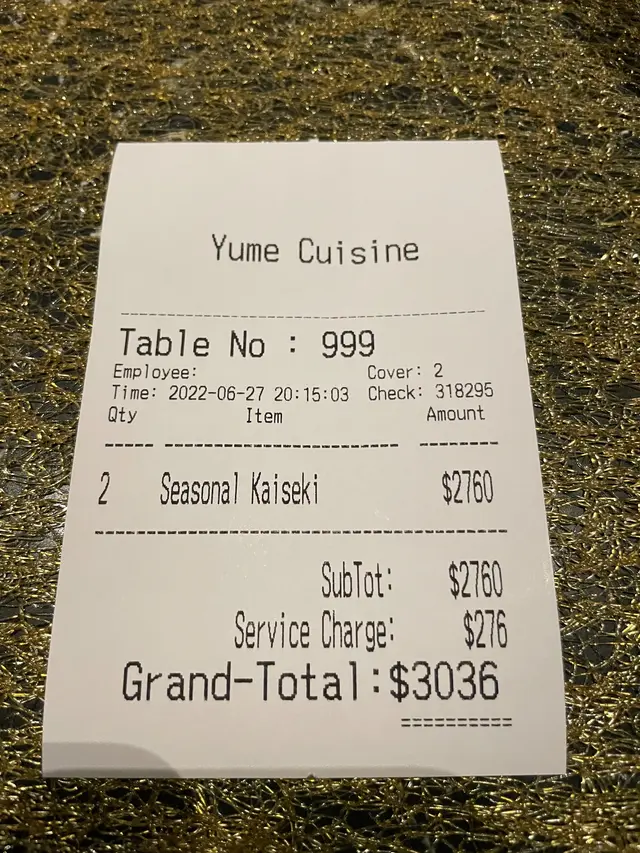 Yume Cuisine
Table No : 999
Employee: Cover: 2
Time: 2022-06-27 20:15:03 Check: 318295
Qty Item Amount
2 Seasonal Kaiseki $2760
SubTot: $2760
Service Charge: $276
Grand-Total:$3036